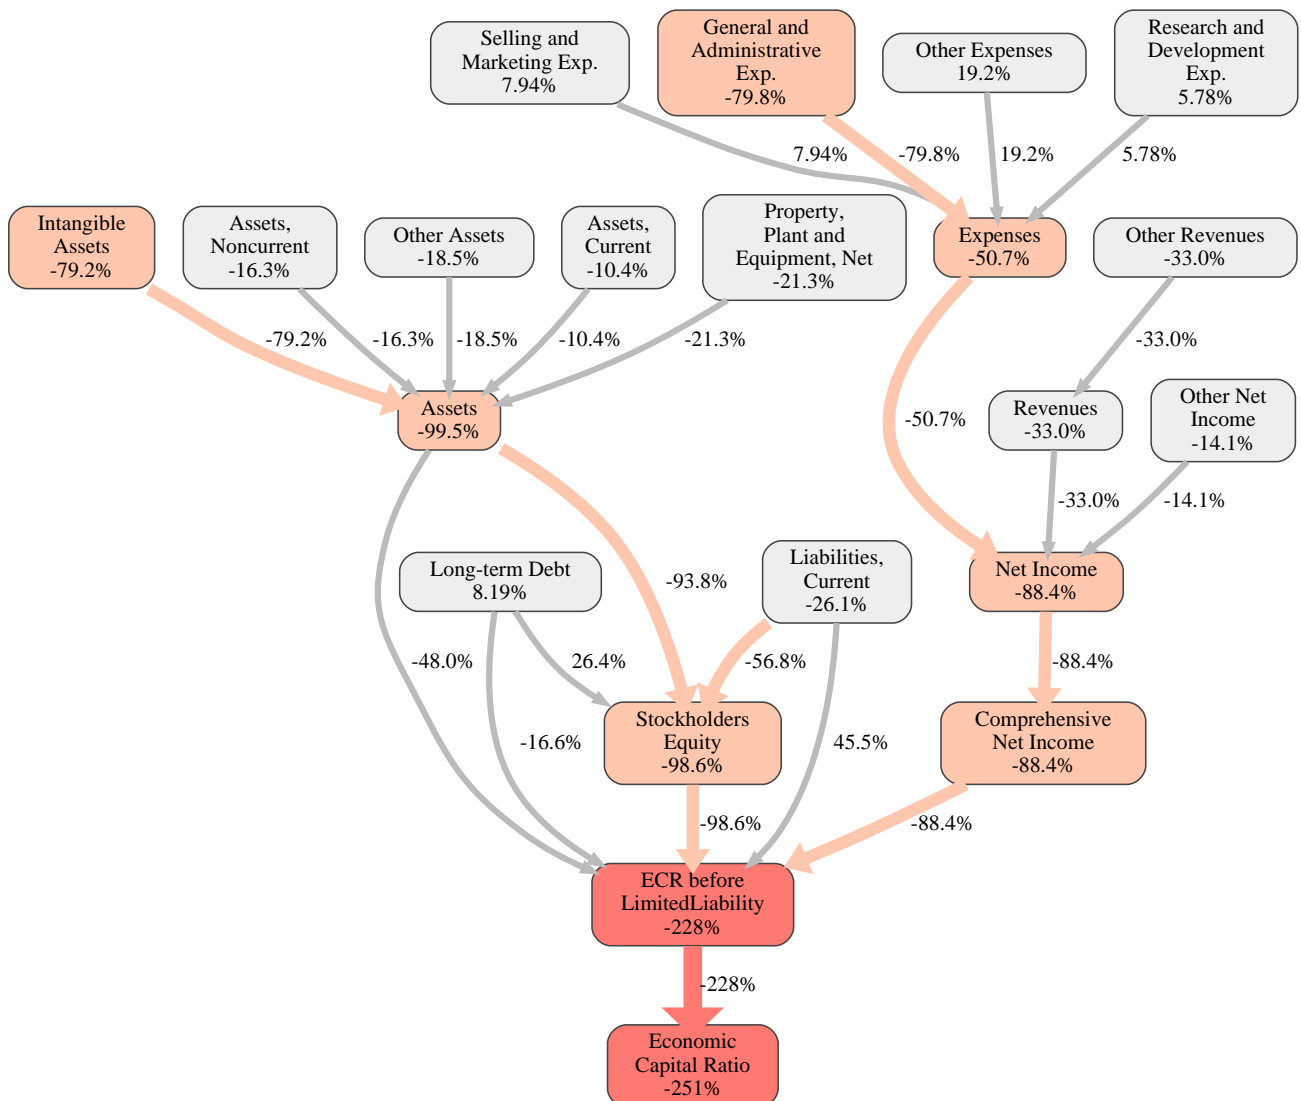 Selling and
Marketing Exp.
7.94%
General and
Administrative
Exp.
-79.8%
Other Expenses
19.2%
Research and
Development
Exp.
5.78%
7.94%
-79.8%
19.2%
5.78%
Intangible
Assets
-79.2%
Assets,
Noncurrent
-16.3%
Other Assets
-18.5%
Assets,
Current
-10.4%
Property,
Plant and
Equipment, Net
-21.3%
Expenses
-50.7%
Other Revenues
-33.0%
-79.2%
-16.3%
-18.5%
-10.4%
-21.3%
-33.0%
Assets
-99.5%
-50.7%
Revenues
-33.0%
Other Net
Income
-14.1%
-33.0%
-14.1%
Long-term Debt
8.19%
-93.8%
Liabilities,
Current
-26.1%
Net Income
-88.4%
-48.0%
26.4%
-56.8%
-88.4%
-16.6%
Stockholders
Equity
-98.6%
45.5%
Comprehensive
Net Income
-88.4%
-98.6%
-88.4%
ECR before
LimitedLiability
-228%
-228%
Economic
Capital Ratio
-251%